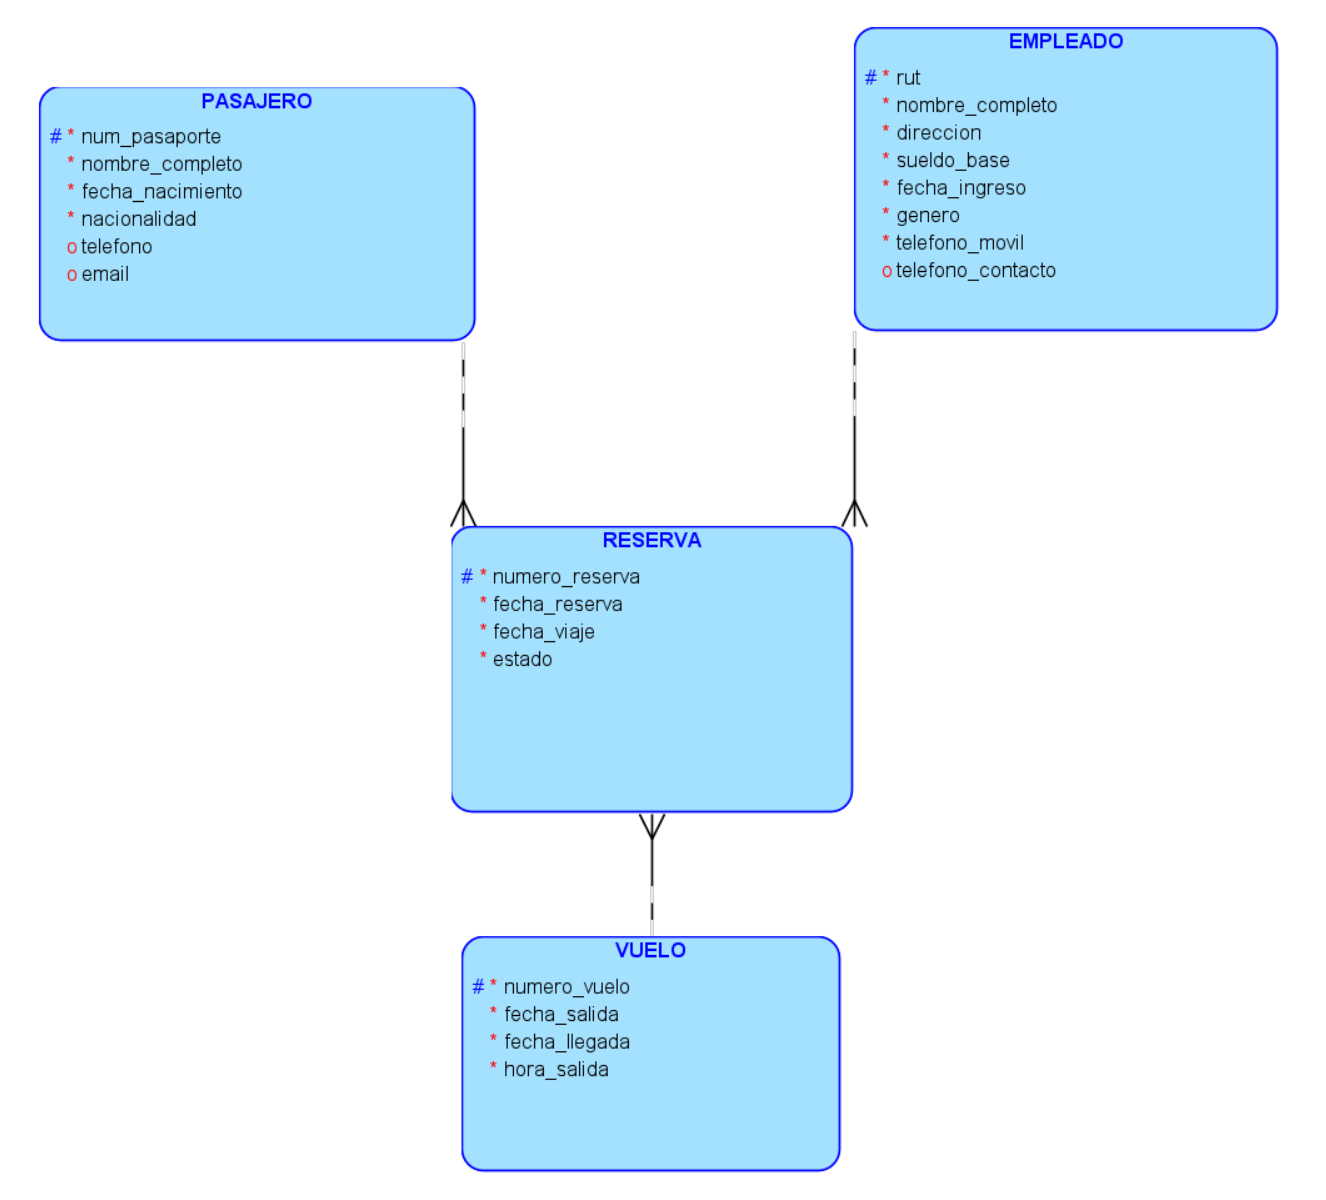 PASAJERO
# * num_pasaporte
* nombre_completo
* fecha_nacimiento
* nacionalidad
o telefono
o email
EMPLEADO
# * rut
* nombre_completo
* direccion
* sueldo_base
* fecha_ingreso
* genero
* telefono_movil
o telefono_contacto
RESERVA
# * numero_reserva
* fecha_reserva
* fecha_viaje
* estado
VUELO
# * numero_vuelo
* fecha_salida
* fecha_llegada
* hora_salida